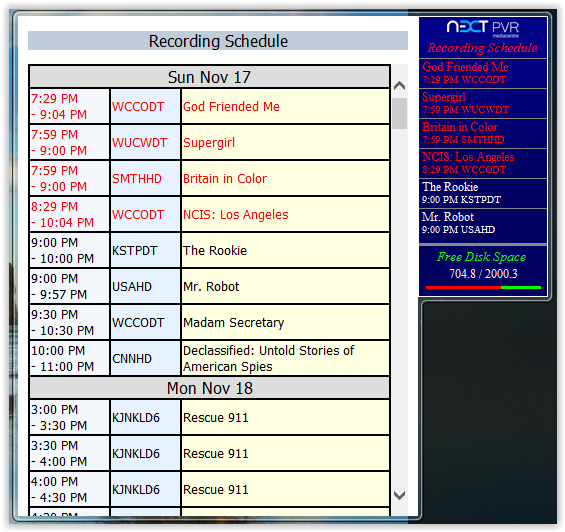 Recording Schedule
Sun Nov 17
7:29 PM
- 9:04 PM
WCCODT
God Friended Me
7:59 PM
- 9:00 PM
WUCWDT
Supergirl
7:59 PM
- 9:00 PM
SMTHHD
Britain in Color
8:29 PM
- 10:04 PM
WCCODT
NCIS: Los Angeles
9:00 PM
- 10:00 PM
KSTPDT
The Rookie
9:00 PM
- 9:57 PM
USAHD
Mr. Robot
9:30 PM
- 10:30 PM
WCCODT
Madam Secretary
10:00 PM
- 11:00 PM
CNNHD
Declassified: Untold Stories of
American Spies
Mon Nov 18
3:00 PM
- 3:30 PM
KJNKLD6
Rescue 911
3:30 PM
- 4:00 PM
KJNKLD6
Rescue 911
4:00 PM
- 4:30 PM
KJNKLD6
Rescue 911
4:30 PM
NEXT PVR
mediacentre
Recording Schedule
God Friended Me
7:29 PM WCCODT
Supergirl
7:59 PM WUCWDT
Britain in Color
7:59 PM SMTHHD
NCIS: Los Angeles
8:29 PM WCCODT
The Rookie
9:00 PM KSTPDT
Mr. Robot
9:00 PM USAHD
Free Disk Space
704.8 / 2000.3